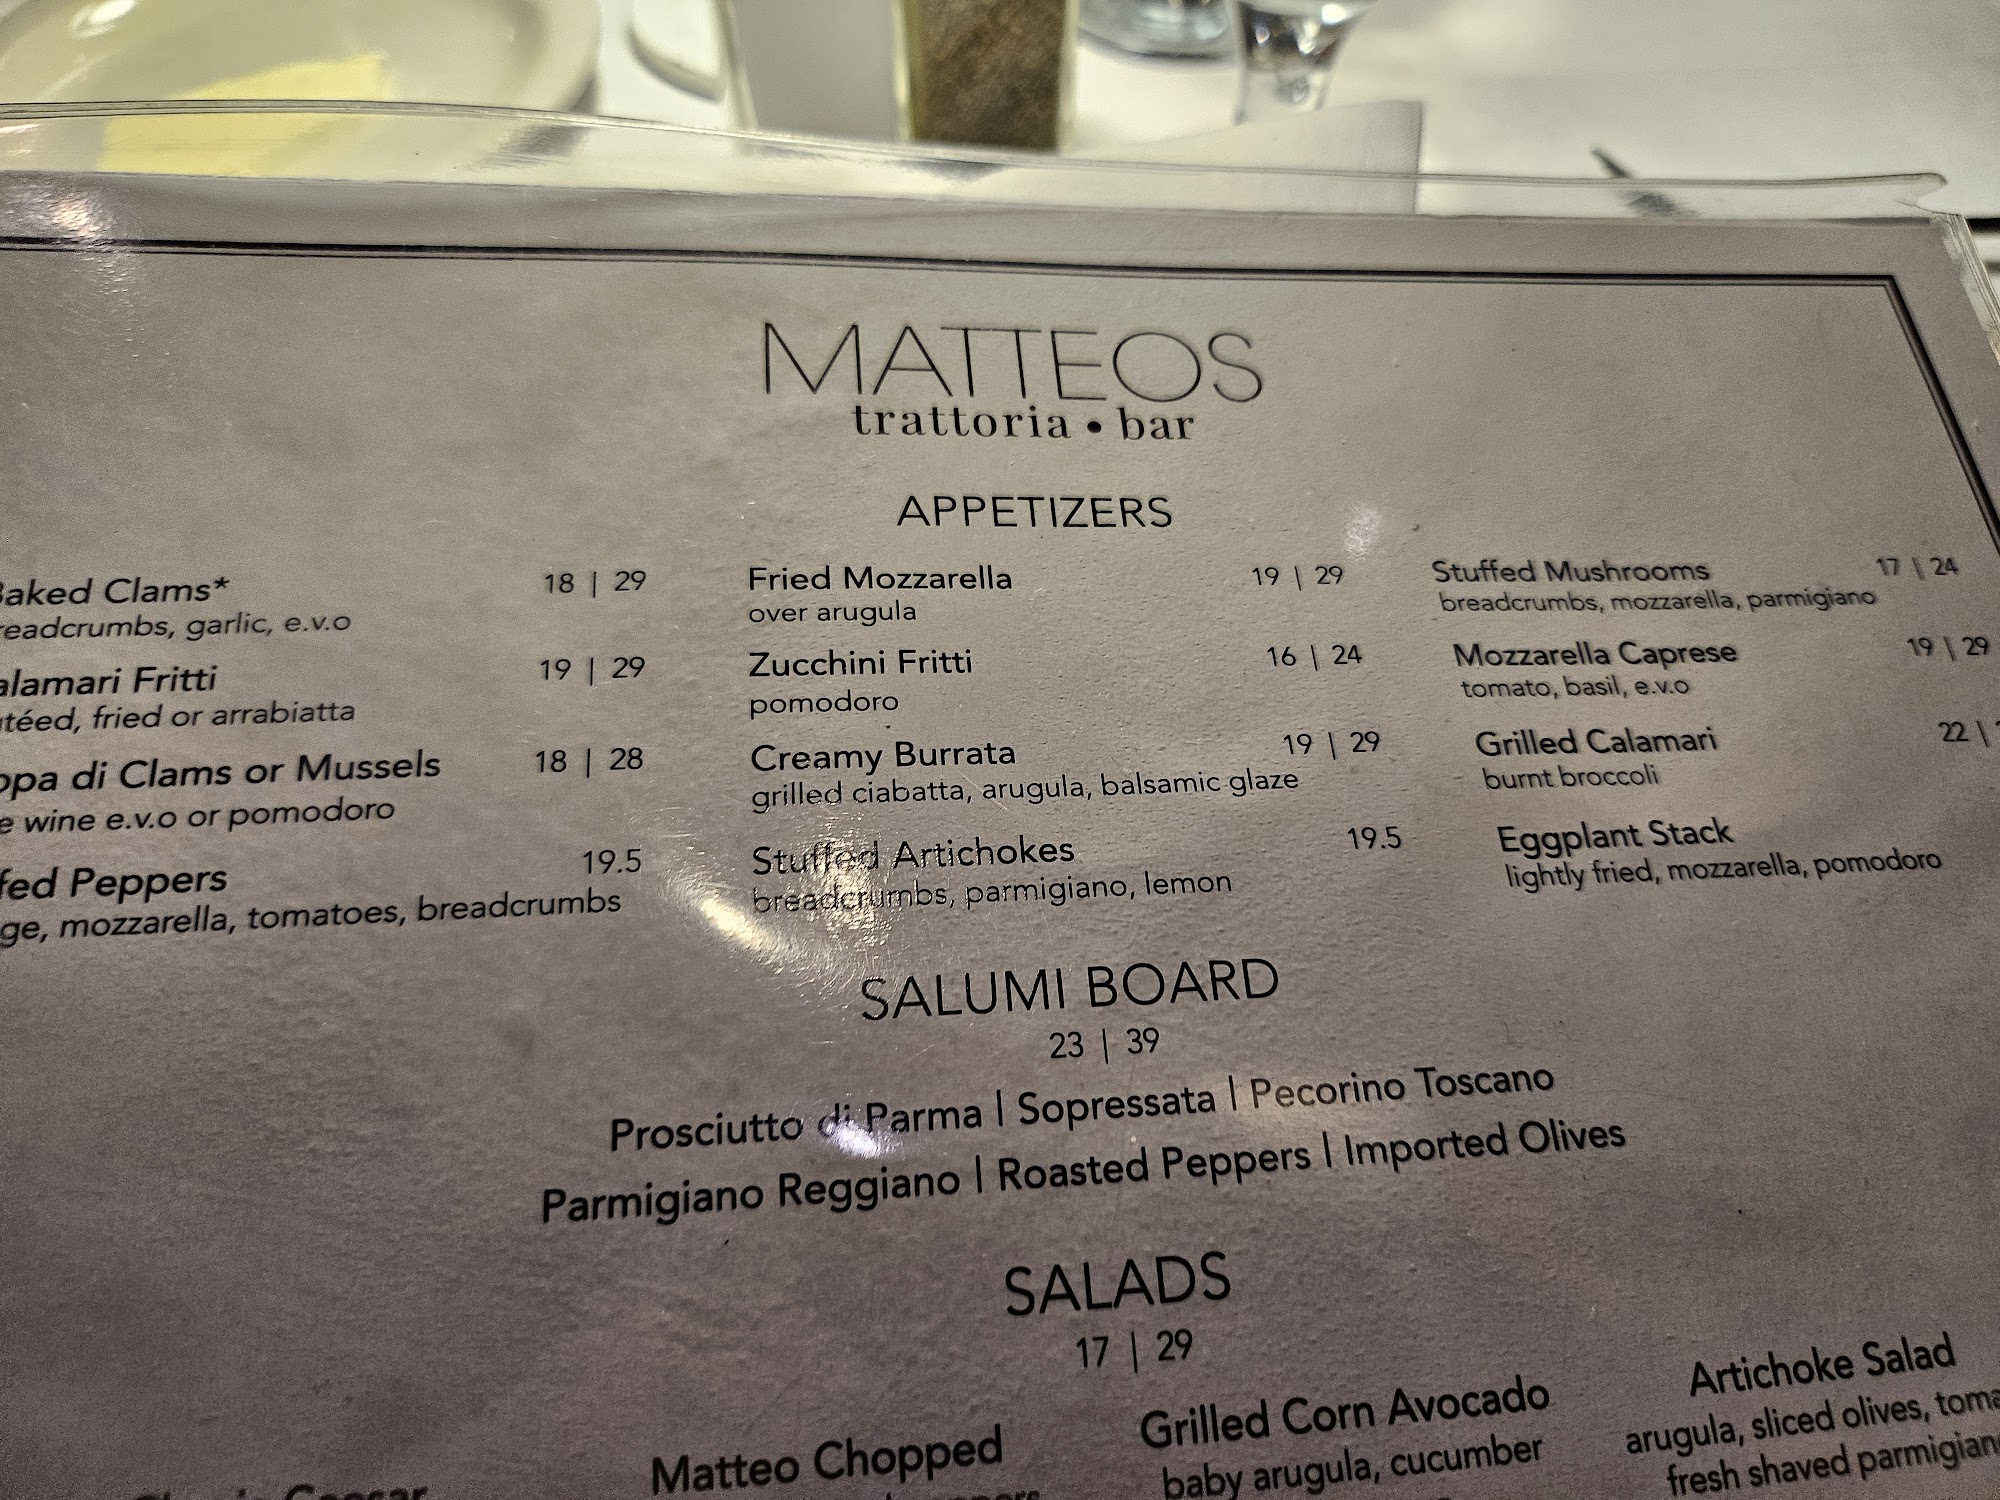 MATTEOS
trattoria • bar
APPETIZERS
Baked Clams* 18 | 29
breadcrumbs, garlic, e.v.o
Calamari Fritti 19 | 29
fried or arrabiatta
di Clams or Mussels 18 | 28
wine e.v.o or pomodoro
Peppers 19.5
mozzarella, tomatoes, breadcrumbs
Fried Mozzarella 19 | 29
over arugula
Zucchini Fritti 16 | 24
pomodoro
Creamy Burrata 19 | 29
grilled ciabatta, arugula, balsamic glaze
Stuffed Artichokes 19.5
breadcrumbs, parmigiano, lemon
Stuffed Mushrooms 17 | 24
breadcrumbs, mozzarella, parmigiano
Mozzarella Caprese 19 | 29
tomato, basil, e.v.o
Grilled Calamari 22 |
burnt broccoli
Eggplant Stack
lightly fried, mozzarella, pomodoro
SALUMI BOARD
23 | 39
Prosciutto di Parma | Sopressata | Pecorino Toscano
Parmigiano Reggiano | Roasted Peppers | Imported Olives
SALADS
17 | 29
Matteo Chopped
Grilled Corn Avocado
baby arugula, cucumber
Artichoke Salad
arugula, sliced olives,
fresh shaved parmigiano